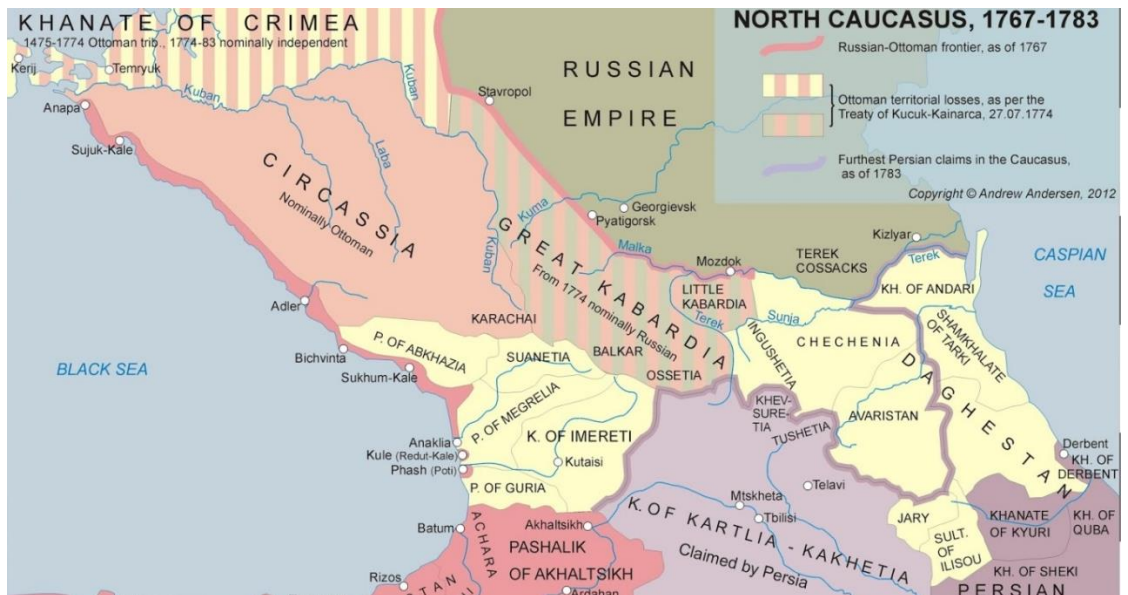 KHANATE OF CRIMEA
1475-1774 Ottoman trib., 1774-83 nominally independent
NORTH CAUCASUS, 1767-1783
Russian-Ottoman frontier, as of 1767
Ottoman territorial losses, as per the
Treaty of Kucuk-Kainarca, 27.07.1774
Furthest Persian claims in the Caucasus,
as of 1783
Copyright © Andrew Andersen, 2012
RUSSIAN
EMPIRE
Kerij
Temryuk
Kuban
Kuban
Anapa
Sujuk-Kale
Stavropol
Laba
CIRCASSIA
Nominally Ottoman
Kuma
Kuban
Georgievsk
Pyatigorsk
GREAT KABARDIA
From 1774 nominally Russian
Malka
Mozdok
TEREK
COSSACKS
Kizlyar
Terek
CASPIAN
SEA
KH. OF ANDARI
LITTLE
KABARDIA
Terek
Sunja
Adler
KARACHAI
BALKAR
OSSETIA
INGUSHETIA
CHECHENIA
SHAMKHALATE
OF TARKI
DAGHESTAN
BLACK SEA
Bichvinta
P. OF ABKHAZIA
SUANETIA
Sukhum-Kale
P. OF MEGRELIA
KHEV-
SURE-
TIA
TUSHETIA
AVARISTAN
Anaklia
Kule (Redut-Kale)
Phash (Poti)
K. OF IMERETI
Kutaisi
Derbent
KH. OF
DERBENT
P. OF GURIA
Telavi
Mtskheta
Tbilisi
K. OF KARTLIA - KAKHETIA
Claimed by Persia
JARY
SULT.
OF
ILISOU
KHANATE
OF KYURI
KH. OF
QUBA
KH. OF SHEKI
PERSIAN
Batum
ACHARA
Akhaltsikh
PASHALIK
OF AKHALTSIKH
Rizos
Ardahan